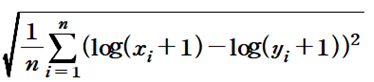 √(1/n ∑_{i=1}^{n} (log(x_i+1)−log(y_i+1))²)